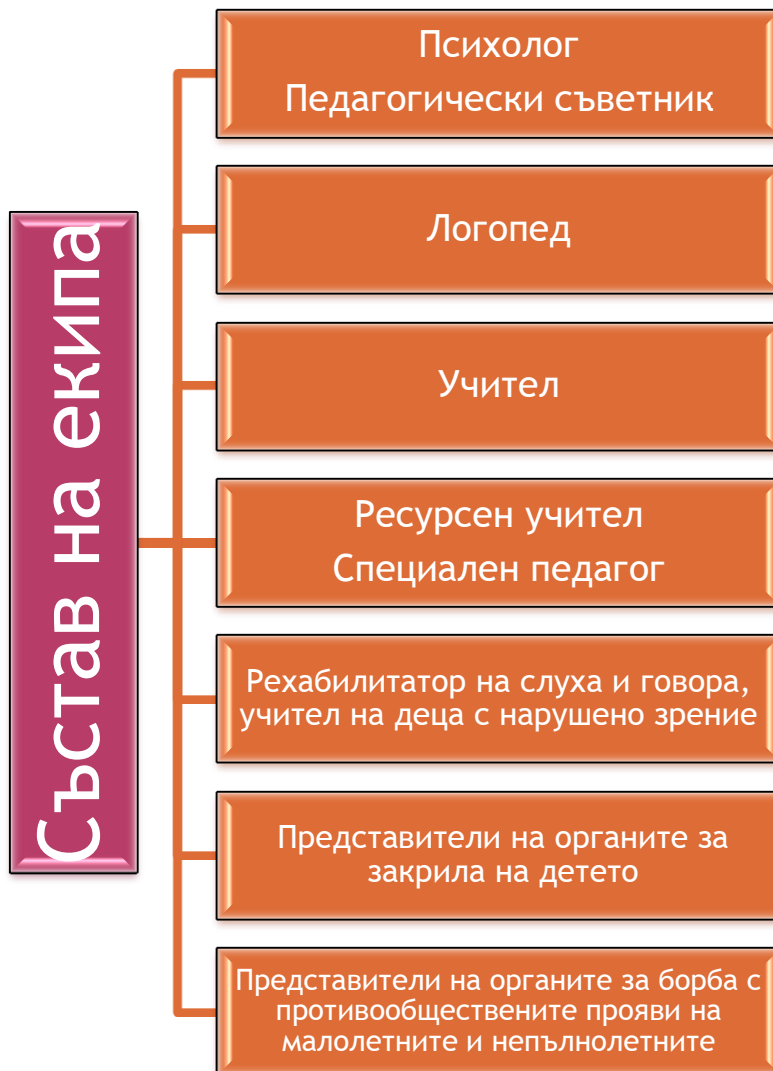 Състав на екипа
Психолог
Педагогически съветник
Логопед
Учител
Ресурсен учител
Специален педагог
Рехабилитатор на слуха и говора,
учител на деца с нарушено зрение
Представители на органите за
закрила на детето
Представители на органите за борба с
противообществените прояви на
малолетните и непълнолетните